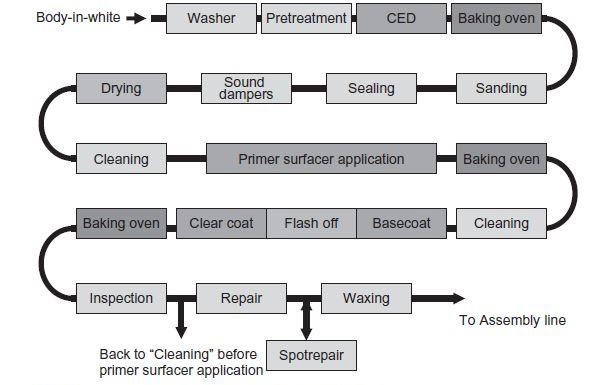 Body-in-white
Washer
Pretreatment
CED
Baking oven
Drying
Sound
dampers
Sealing
Sanding
Cleaning
Primer surfacer application
Baking oven
Baking oven
Clear coat
Flash off
Basecoat
Cleaning
Inspection
Repair
Waxing
To Assembly line
Back to “Cleaning” before
primer surfacer application
Spotrepair